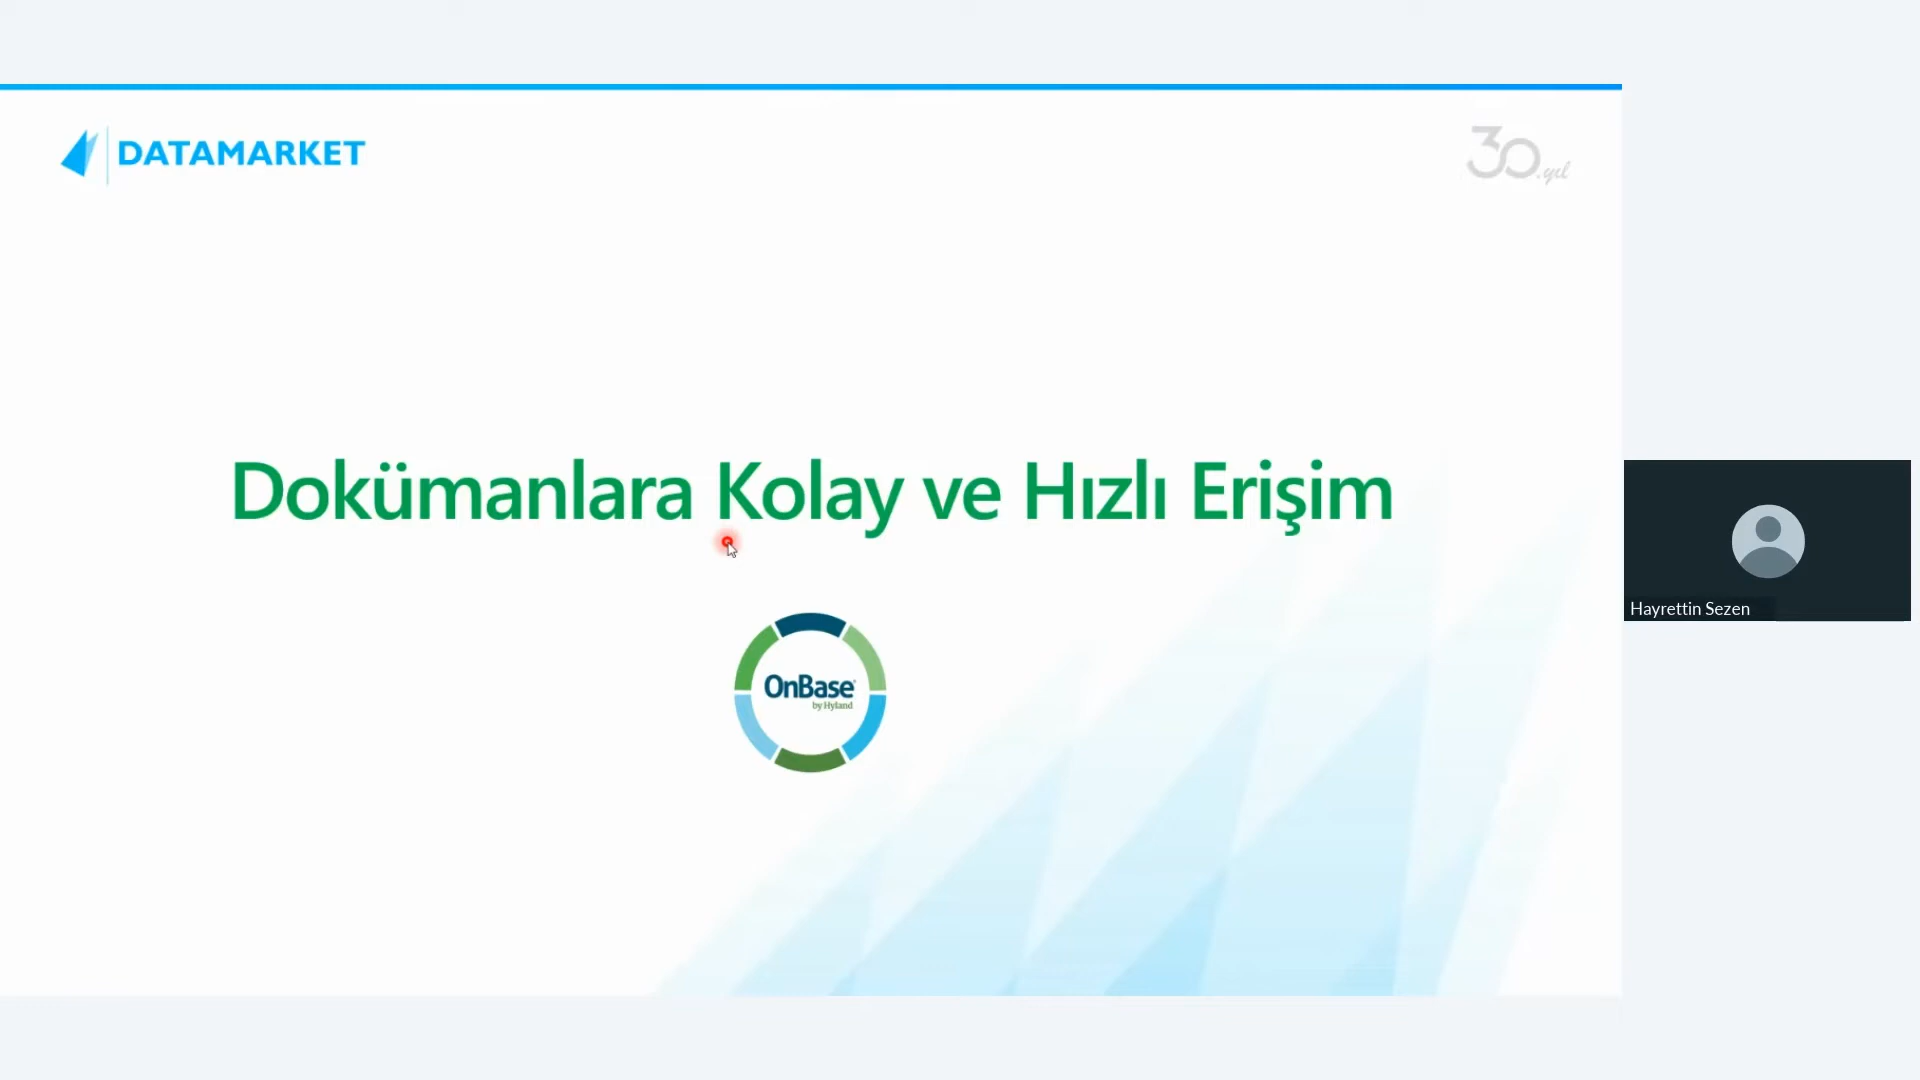 DATAMARKET
30.yıl
Dokümanlara Kolay ve Hızlı Erişim
OnBase
by Hyland
Hayrettin Sezen